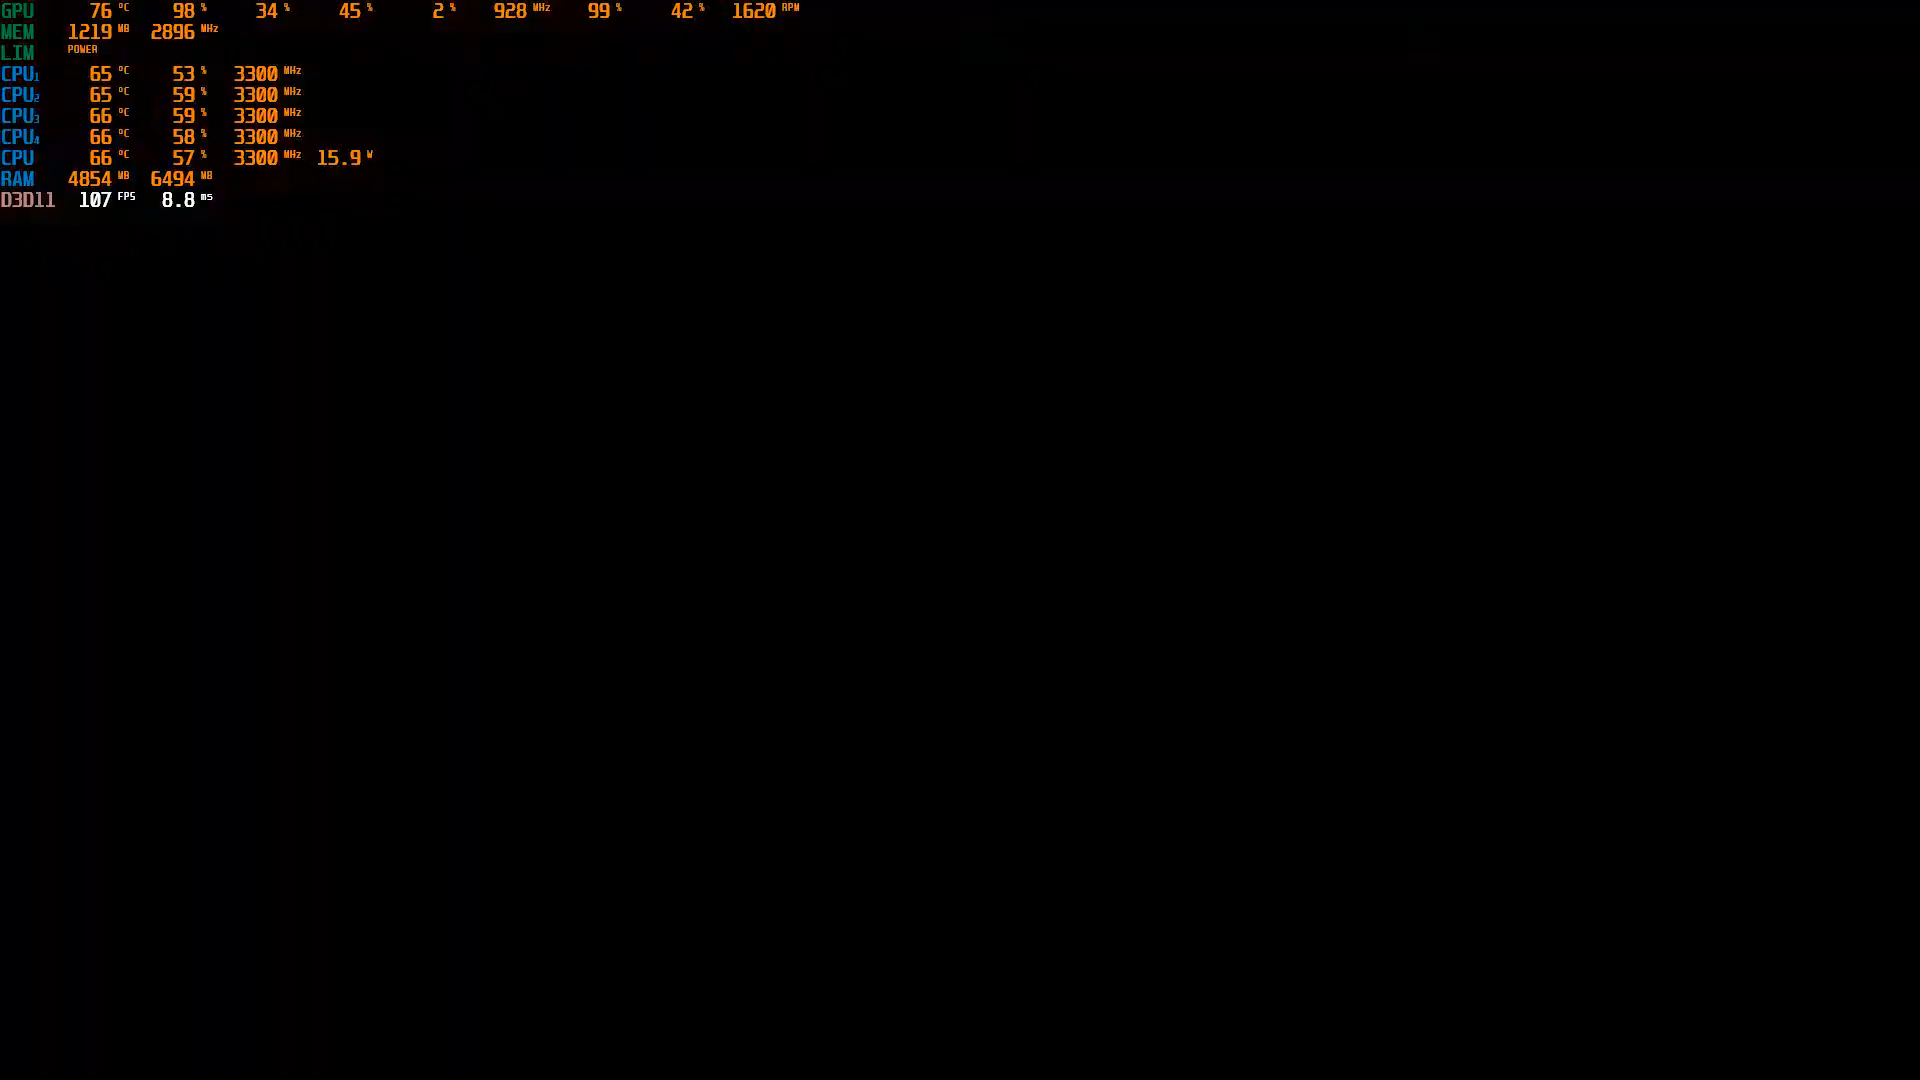 GPU 76 °C 98 % 34 % 45 % 2 % 928 MHz 99 % 42 % 1620 RPM
MEM 1219 MB 2896 MHz
LIM POWER
CPU1 65 °C 53 % 3300 MHz
CPU2 65 °C 59 % 3300 MHz
CPU3 66 °C 59 % 3300 MHz
CPU4 66 °C 58 % 3300 MHz
CPU 66 °C 57 % 3300 MHz 15.9 W
RAM 4854 MB 6494 MB
D3D11 107 FPS 8.8 ms